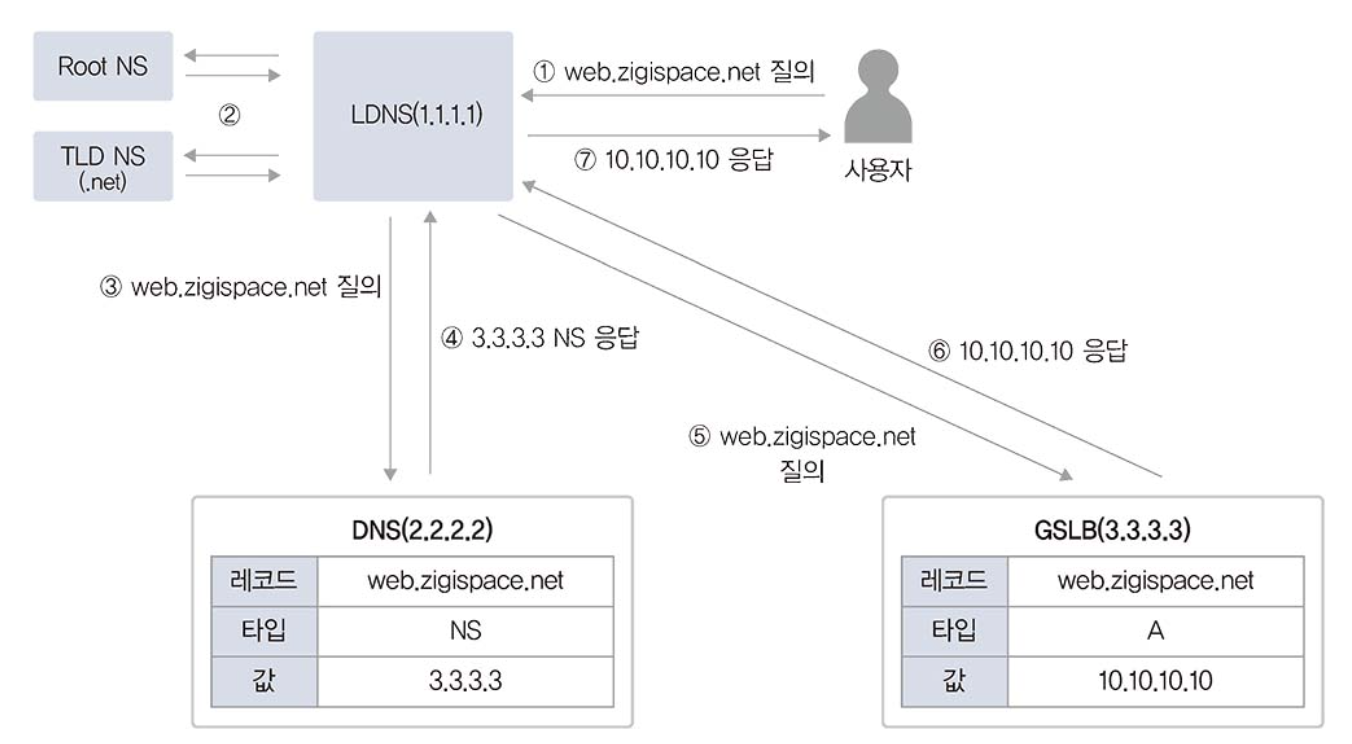 Root NS
LDNS(1.1.1.1)
① web.zigispace.net 질의
②
TLD NS
(.net)
⑦ 10.10.10.10 응답
사용자
③ web.zigispace.net 질의
④ 3.3.3.3 NS 응답
⑥ 10.10.10.10 응답
⑤ web.zigispace.net
질의
DNS(2.2.2.2)
레코드 web.zigispace.net
타입 NS
값 3.3.3.3
GSLB(3.3.3.3)
레코드 web.zigispace.net
타입 A
값 10.10.10.10